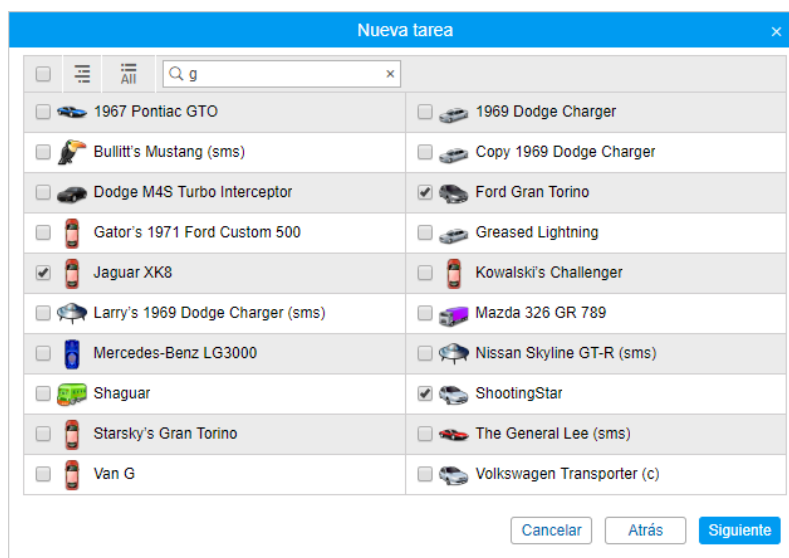 Nueva tarea ×
All g ×
1967 Pontiac GTO 1969 Dodge Charger
Bullitt's Mustang (sms) Copy 1969 Dodge Charger
Dodge M4S Turbo Interceptor Ford Gran Torino
Gator's 1971 Ford Custom 500 Greased Lightning
Jaguar XK8 Kowalski's Challenger
Larry's 1969 Dodge Charger (sms) Mazda 326 GR 789
Mercedes-Benz LG3000 Nissan Skyline GT-R (sms)
Shaguar ShootingStar
Starsky's Gran Torino The General Lee (sms)
Van G Volkswagen Transporter (c)
Cancelar Atrás Siguiente